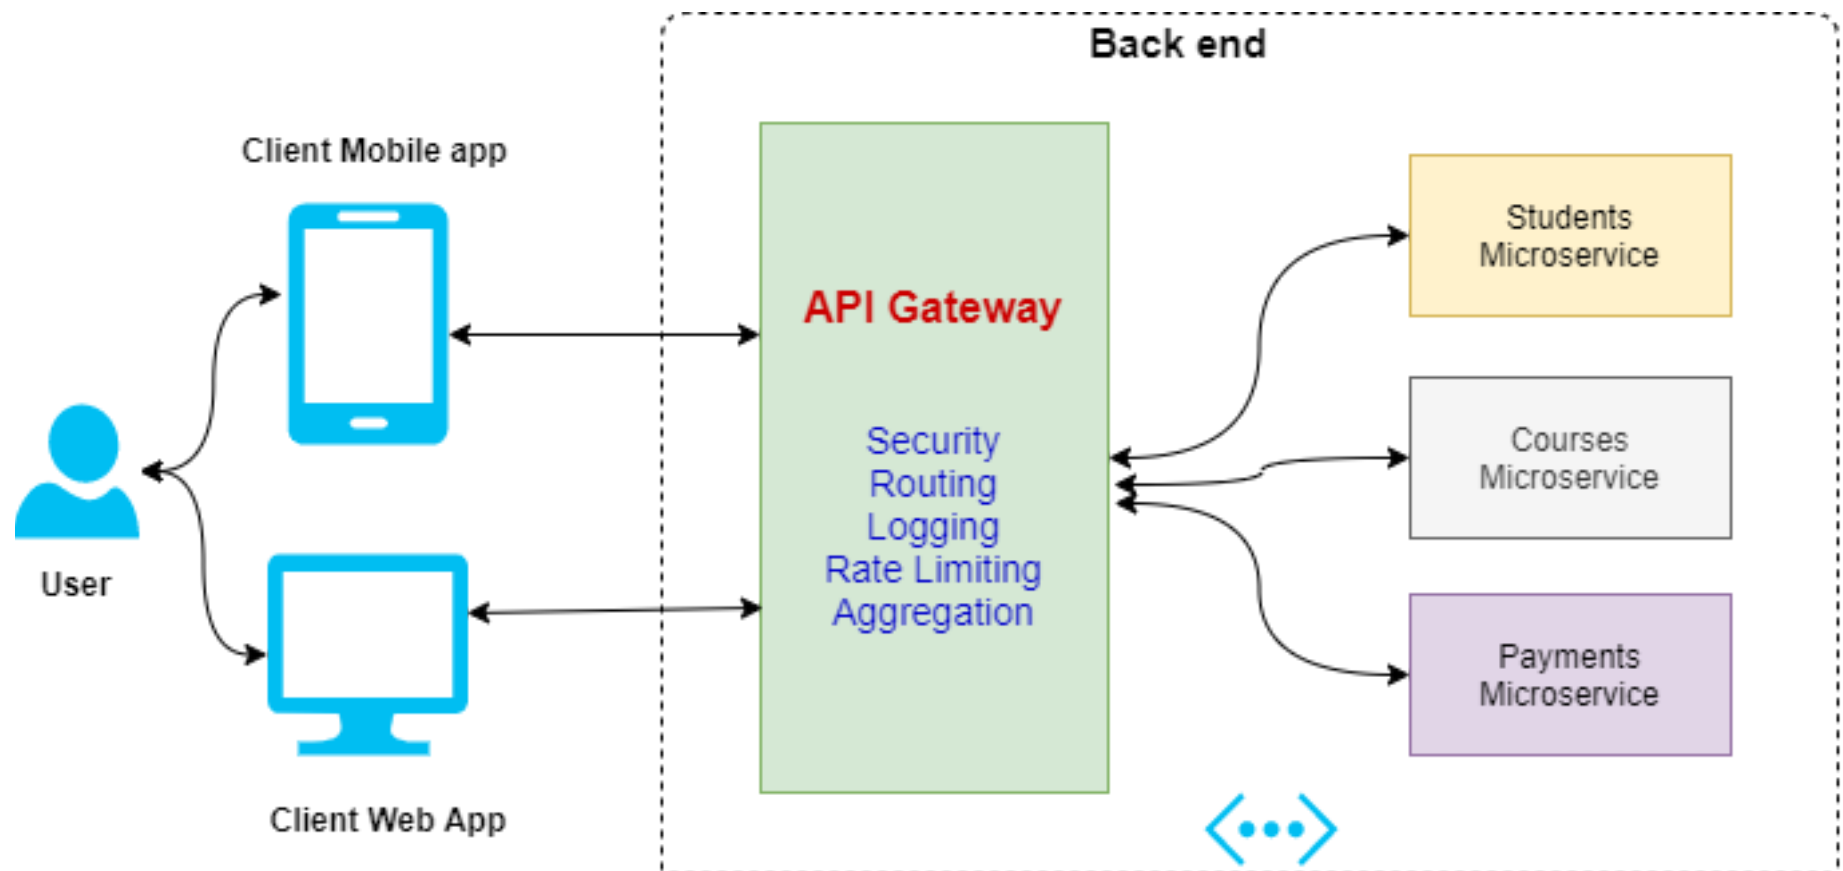 Back end
Client Mobile app
User
Client Web App
API Gateway
Security
Routing
Logging
Rate Limiting
Aggregation
Students
Microservice
Courses
Microservice
Payments
Microservice